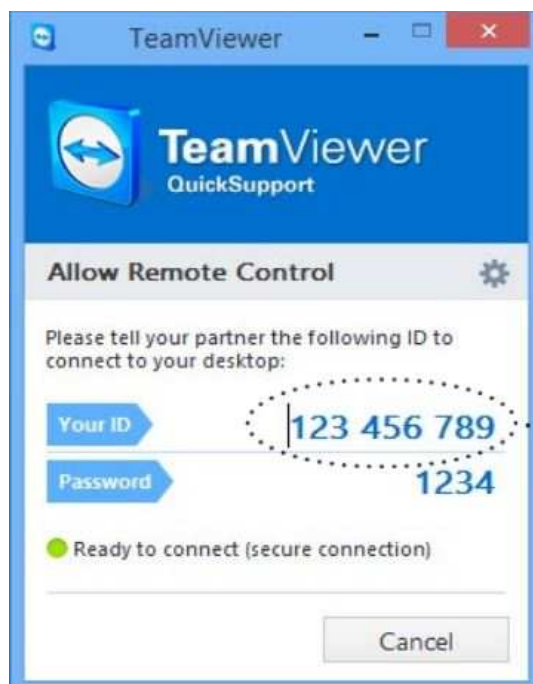 TeamViewer
TeamViewer
QuickSupport
Allow Remote Control
Please tell your partner the following ID to
connect to your desktop:
Your ID 123 456 789
Password 1234
Ready to connect (secure connection)
Cancel